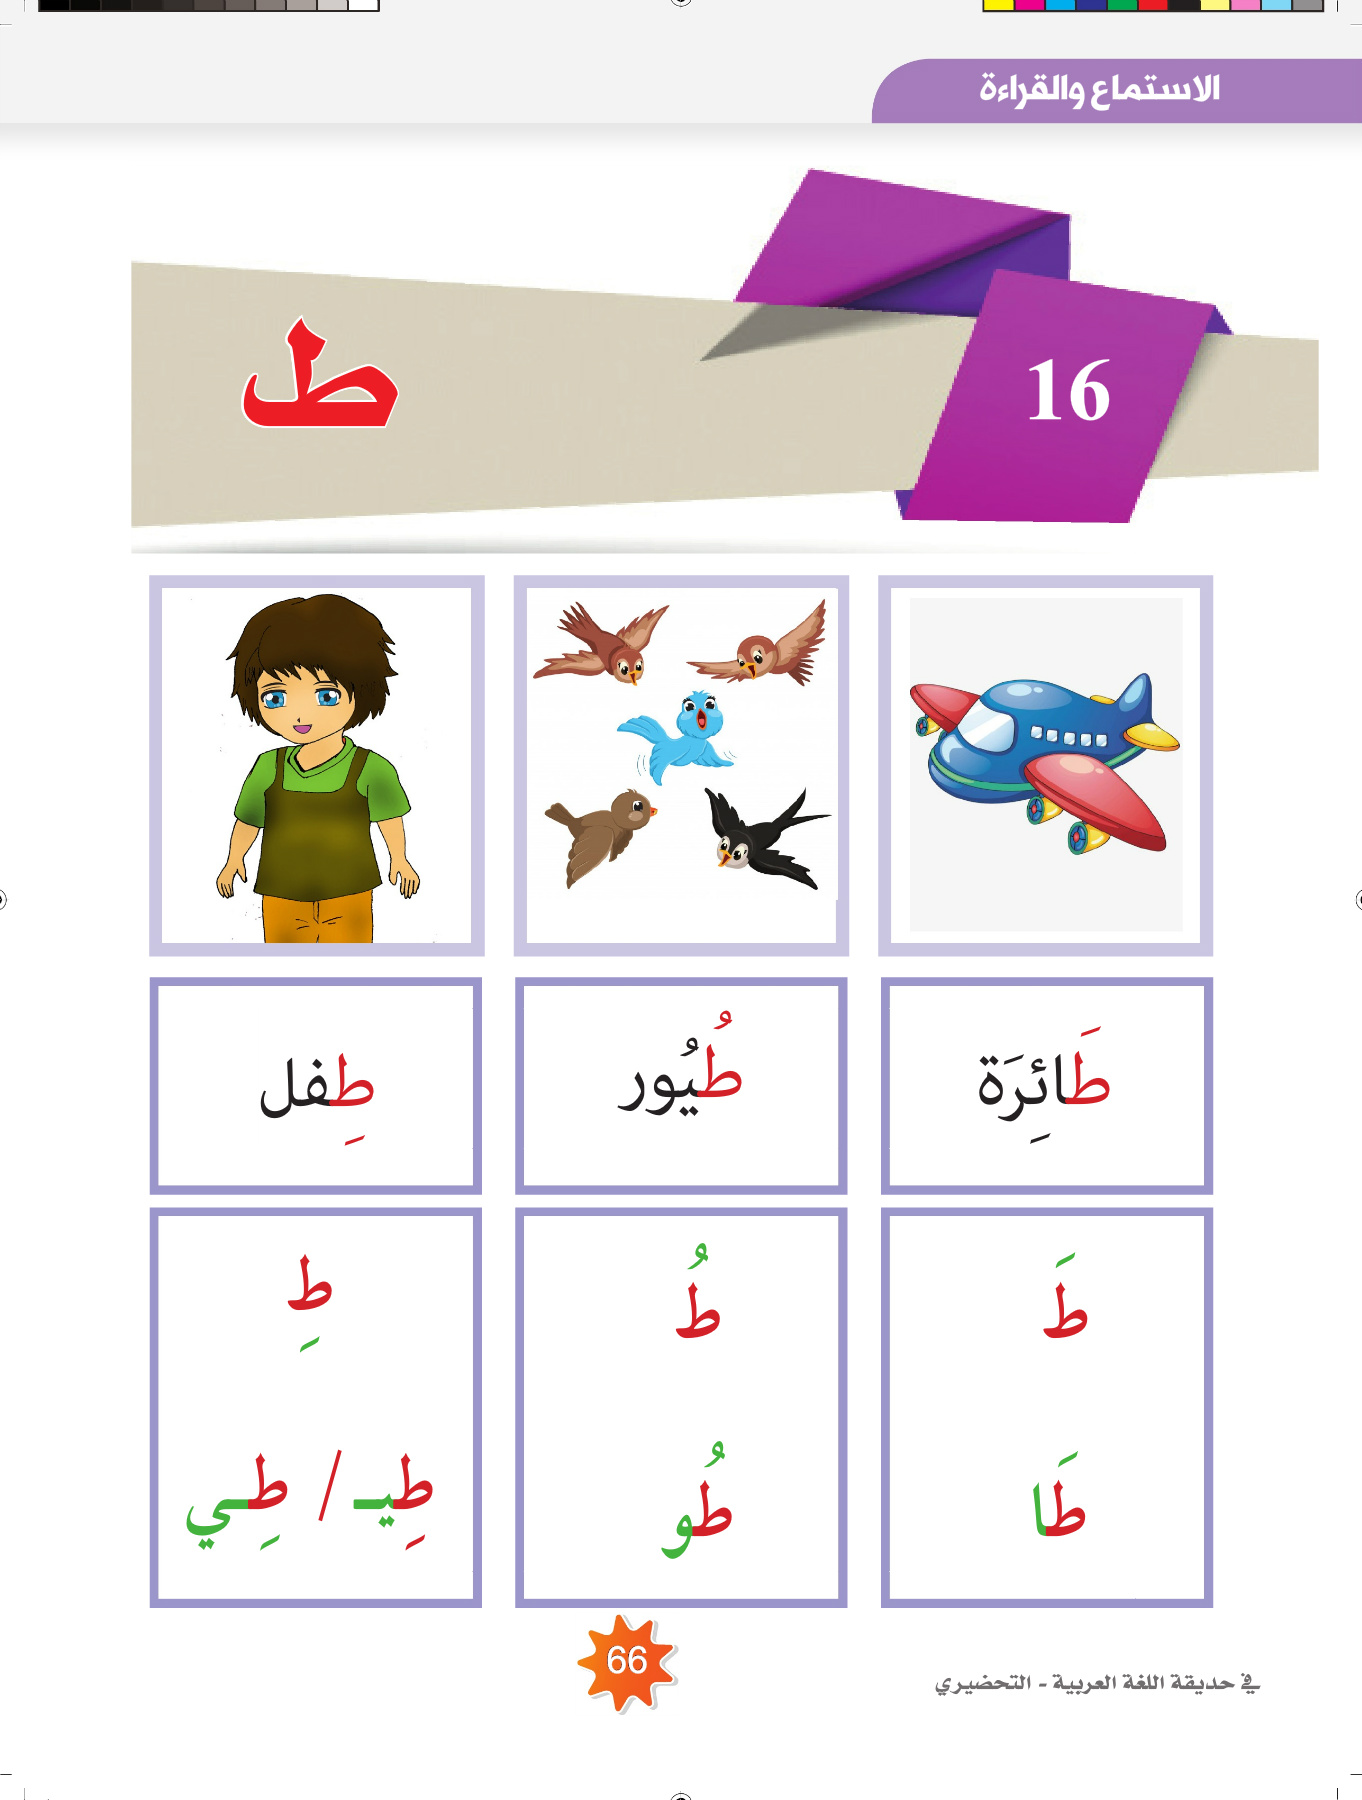 الاستماع والقراءة
16
ط
طَائِرَة
طُيُور
طِفل
طَ
طُ
طِ
طَا
طُو
طِيـ / طِـي
66
في حديقة اللغة العربية - التحضيري